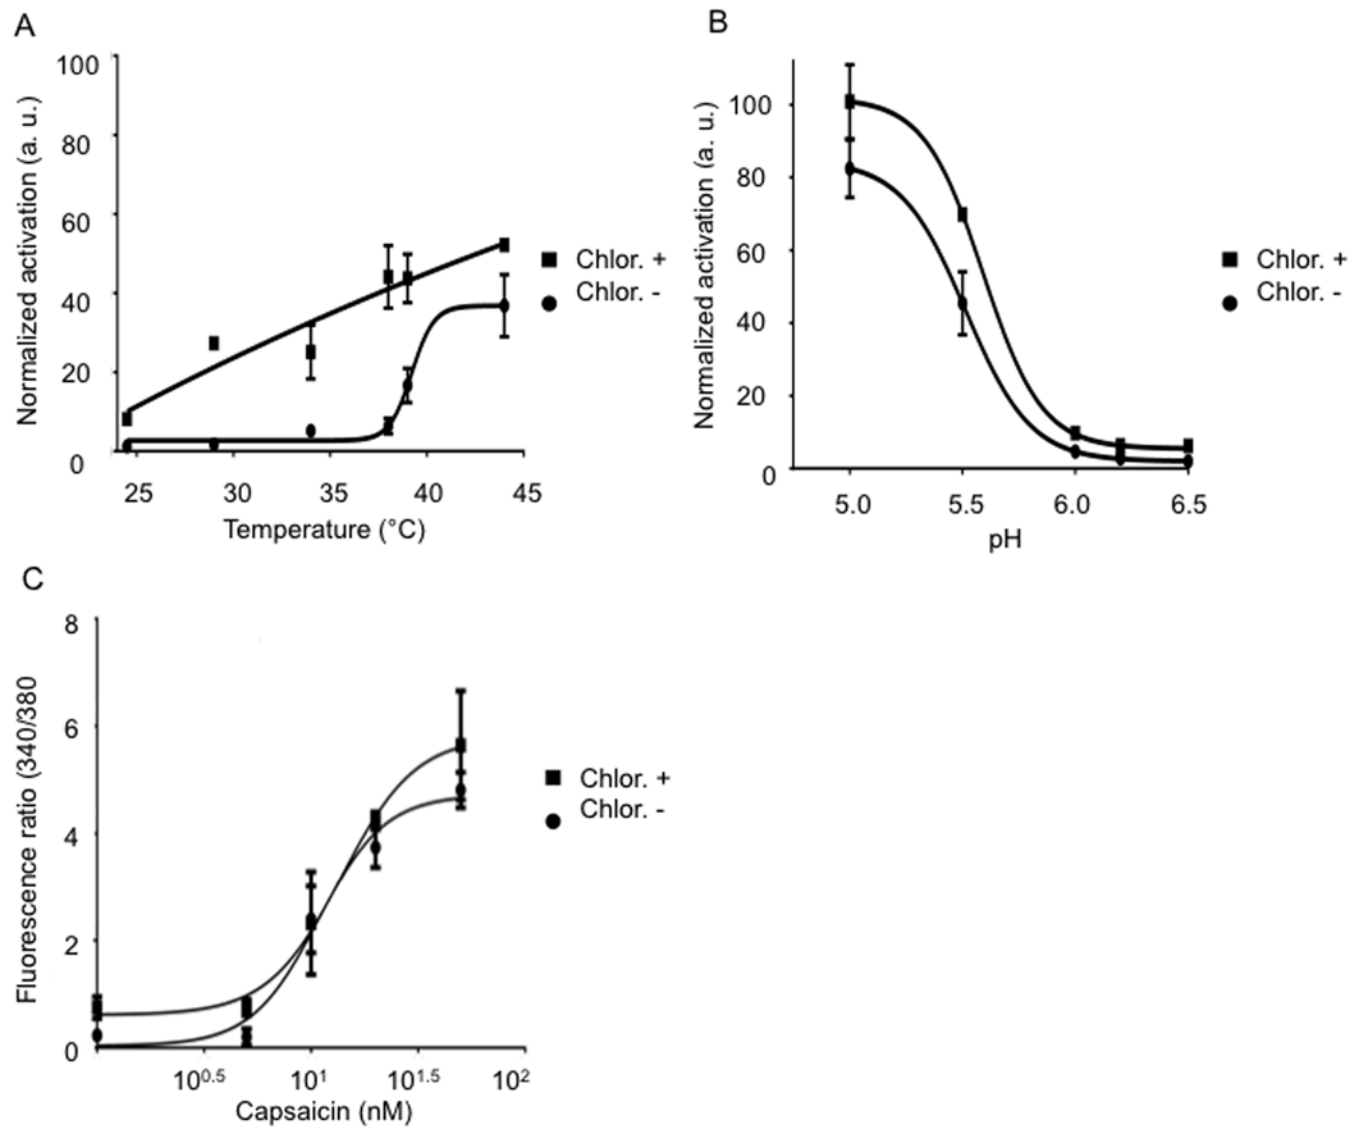 A
Normalized activation (a. u.)
100
80
60
40
20
0
25 30 35 40 45
Temperature (°C)
Chlor. +
Chlor. -
B
Normalized activation (a. u.)
100
80
60
40
20
0
5.0 5.5 6.0 6.5
pH
Chlor. +
Chlor. -
C
Fluorescence ratio (340/380
8
6
4
2
0
10^0.5 10^1 10^1.5 10^2
Capsaicin (nM)
Chlor. +
Chlor. -